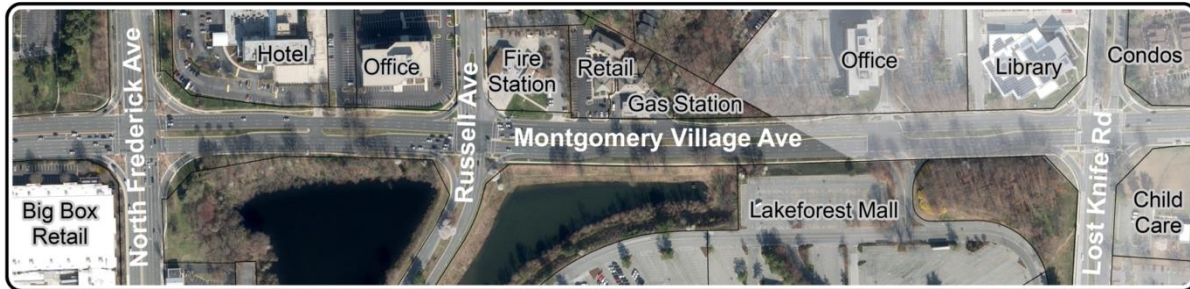 North Frederick Ave
Hotel
Office
Russell Ave
Fire
Station
Retail
Gas Station
Office
Library
Condos
Montgomery Village Ave
Big Box
Retail
Lakeforest Mall
Lost Knife Rd
Child
Care